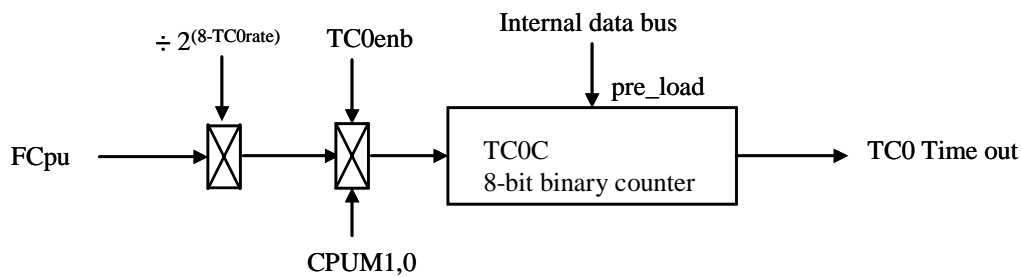 Internal data bus
÷ 2^(8-TC0rate)
TC0enb
pre_load
FCpu
TC0C
8-bit binary counter
TC0 Time out
CPUM1,0